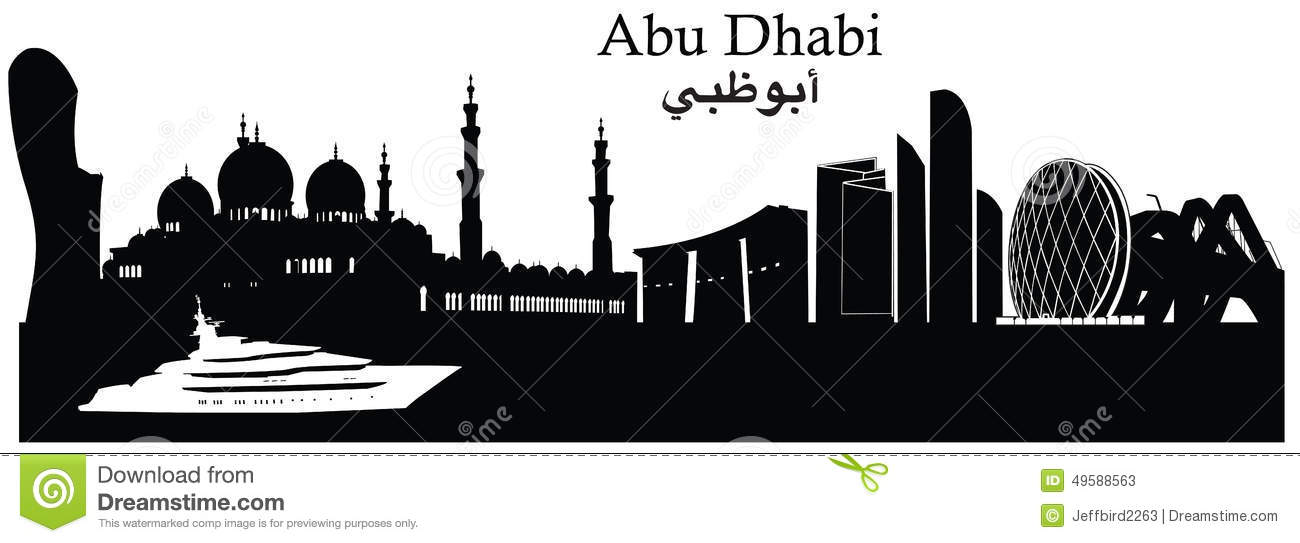 Abu Dhabi
أبوظبي
dreamstime
Download from
Dreamstime.com
This watermarked comp image is for previewing purposes only.
ID 49588563
© Jeffbird2263 | Dreamstime.com